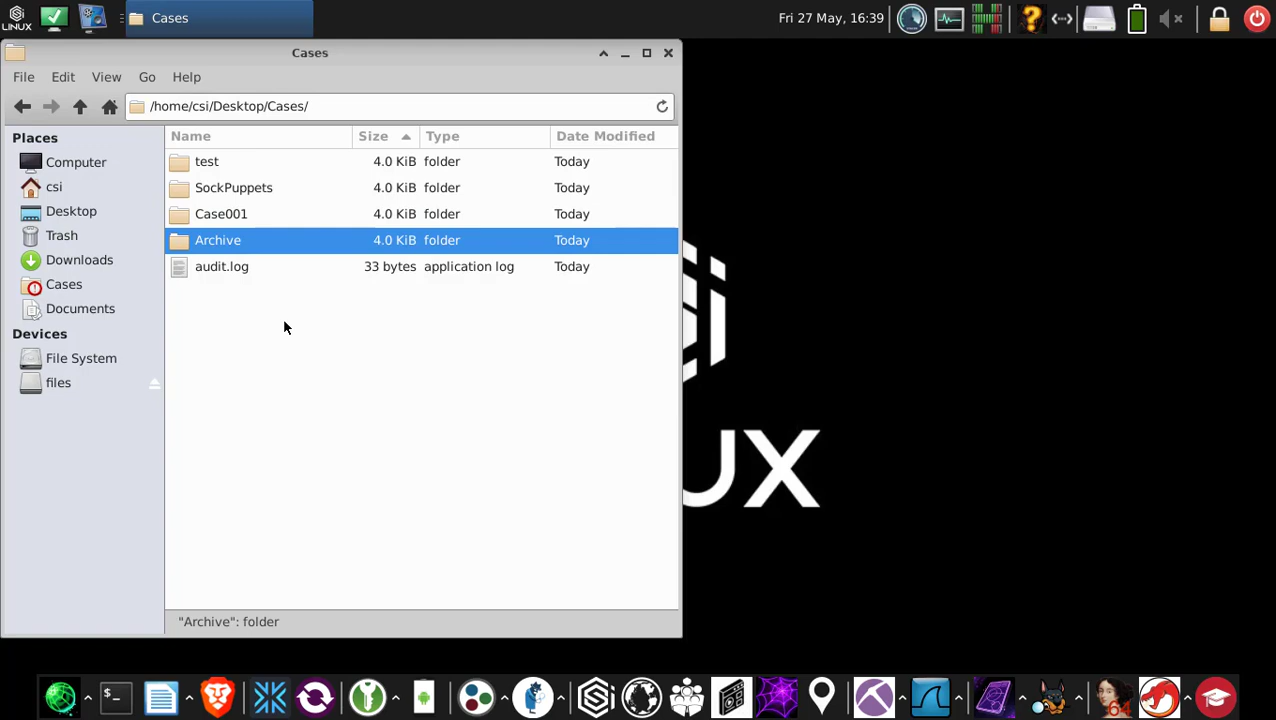 LINUX
Cases
Fri 27 May, 16:39
Cases
File Edit View Go Help
/home/csi/Desktop/Cases/
Places
Computer
csi
Desktop
Trash
Downloads
Cases
Documents
Devices
File System
files
Name Size Type Date Modified
test 4.0 KiB folder Today
SockPuppets 4.0 KiB folder Today
Case001 4.0 KiB folder Today
Archive 4.0 KiB folder Today
audit.log 33 bytes application log Today
"Archive": folder
si
UX
>_
64